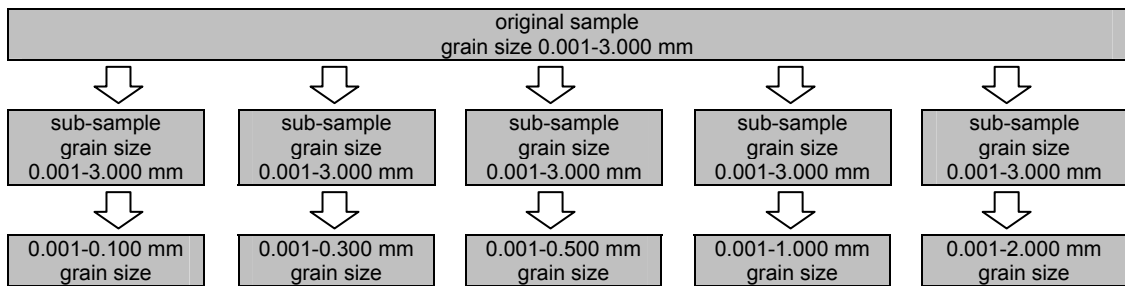 original sample
grain size 0.001-3.000 mm
sub-sample
grain size
0.001-3.000 mm
sub-sample
grain size
0.001-3.000 mm
sub-sample
grain size
0.001-3.000 mm
sub-sample
grain size
0.001-3.000 mm
sub-sample
grain size
0.001-3.000 mm
0.001-0.100 mm
grain size
0.001-0.300 mm
grain size
0.001-0.500 mm
grain size
0.001-1.000 mm
grain size
0.001-2.000 mm
grain size